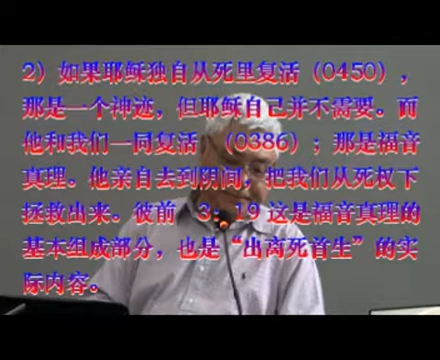 2）如果耶稣独自从死里复活（0450），
那是一个神迹，但耶稣自己并不需要。而
他和我们一同复活 （0386）；那是福音
真理。他亲自去到阴间，把我们从死权下
拯救出来。彼前 3：19 这是福音真理的
基本组成部分，也是“出离死首生”的实
际内容。